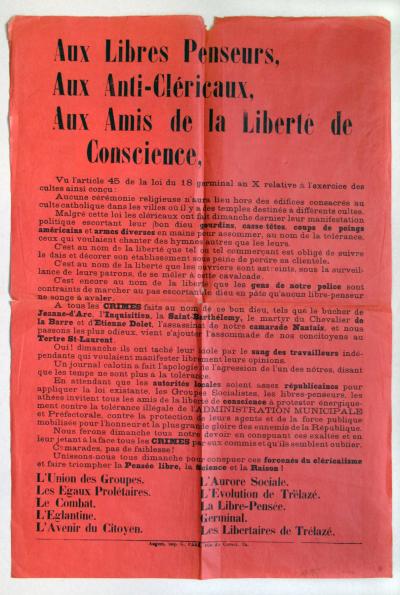 Aux Libres Penseurs,
Aux Anti-Cléricaux,
Aux Amis de la Liberté de
Conscience,
Vu l'article 45 de la loi du 18 germinal an X relative à l'exercice des
cultes ainsi conçu :
Aucune cérémonie religieuse n'aura lieu hors des édifices consacrés au
culte catholique dans les villes où il y a des temples destinés à différents cultes.
Malgré cette loi les cléricaux ont fait dimanche dernier leur manifestation
politique escortant leur (bon dieu) gourdins, casse-têtes, coups de poings
américains et armes diverses en mains pour assommer, au nom de la tolérance,
ceux qui voulaient chanter des hymnes autres que les leurs.
C'est au nom de la liberté que tel ou tel commerçant est obligé de suivre
le dais et décorer son établissement sous peine de perdre sa clientèle.
C'est au nom de la liberté que les ouvriers sont astreints, sous la surveil-
lance de leurs patrons, de se mêler à cette cavalcade.
C'est encore au nom de la liberté que les gens de notre police sont
contraints de marcher au pas escortant le dieu en pâte qu'aucun libre-penseur
ne songe à avaler.
A tous les CRIMES faits au nom de ce bon dieu, tels que le bûcher de
Jeanne-d'Arc, l'Inquisition, la Saint-Barthélemy, le martyr du Chevalier de
la Barre et d'Etienne Dolet, l'assassinat de notre camarade Nantais, et nous
passons les plus odieux, vient s'ajouter l'assommade de nos concitoyens au
Tertre St-Laurent.
Oui ! dimanche ils ont taché leur idole par le sang des travailleurs indé-
pendants qui voulaient manifester librement leurs opinions.
Un journal calotin a fait l'apologie de l'agression de l'un des nôtres, disant
que les temps ne sont plus à la tolérance.
En attendant que les autorités locales soient assez républicaines pour
appliquer la loi existante, les Groupes Socialistes, les libres-penseurs, les
athées invitent tous les amis de la liberté de conscience à protester énergique-
ment contre la tolérance illégale de l'ADMINISTRATION MUNICIPALE
et Préfectorale, contre la protection de leurs agents et de la force publique
mobilisée pour l'honneur et la plus grande gloire des ennemis de la République.
Nous ferons dimanche tous notre devoir en conspuant ces exaltés et en
leur jetant à la face tous les CRIMES par eux commis et qu'ils semblent oublier.
Camarades, pas de faiblesse !
Unissons-nous tous dimanche pour conspuer ces forcenés du cléricalisme
et faire triompher la Pensée libre, la Science et la Raison !
L'Union des Groupes.
Les Egaux Prolétaires.
Le Combat.
L'Eglantine.
L'Avenir du Citoyen.
L'Aurore Sociale.
L'Evolution de Trélazé.
La Libre-Pensée.
Germinal.
Les Libertaires de Trélazé.
Angers, imp.